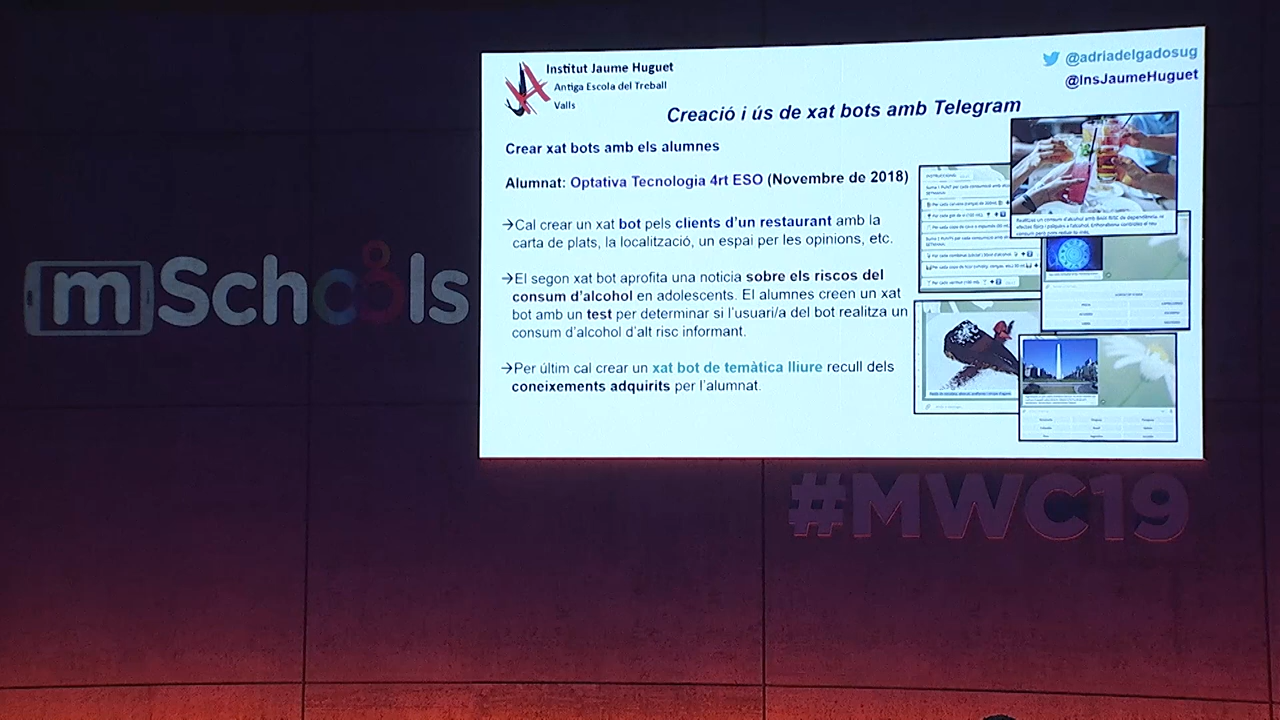 Institut Jaume Huguet
Antiga Escola del Treball
Valls
@adriadelgadosug
@InsJaumeHuguet
Creació i ús de xat bots amb Telegram
Crear xat bots amb els alumnes
Alumnat: Optativa Tecnologia 4rt ESO (Novembre de 2018)
→Cal crear un xat bot pels clients d'un restaurant amb la
carta de plats, la localització, un espai per les opinions, etc.
→El segon xat bot aprofita una notícia sobre els riscos del
consum d'alcohol en adolescents. El alumnes creen un xat
bot amb un test per determinar si l'usuari/a del bot realitza un
consum d'alcohol d'alt risc informant.
→Per últim cal crear un xat bot de temàtica lliure recull dels
coneixements adquirits per l'alumnat.
mSchools
#MWC19